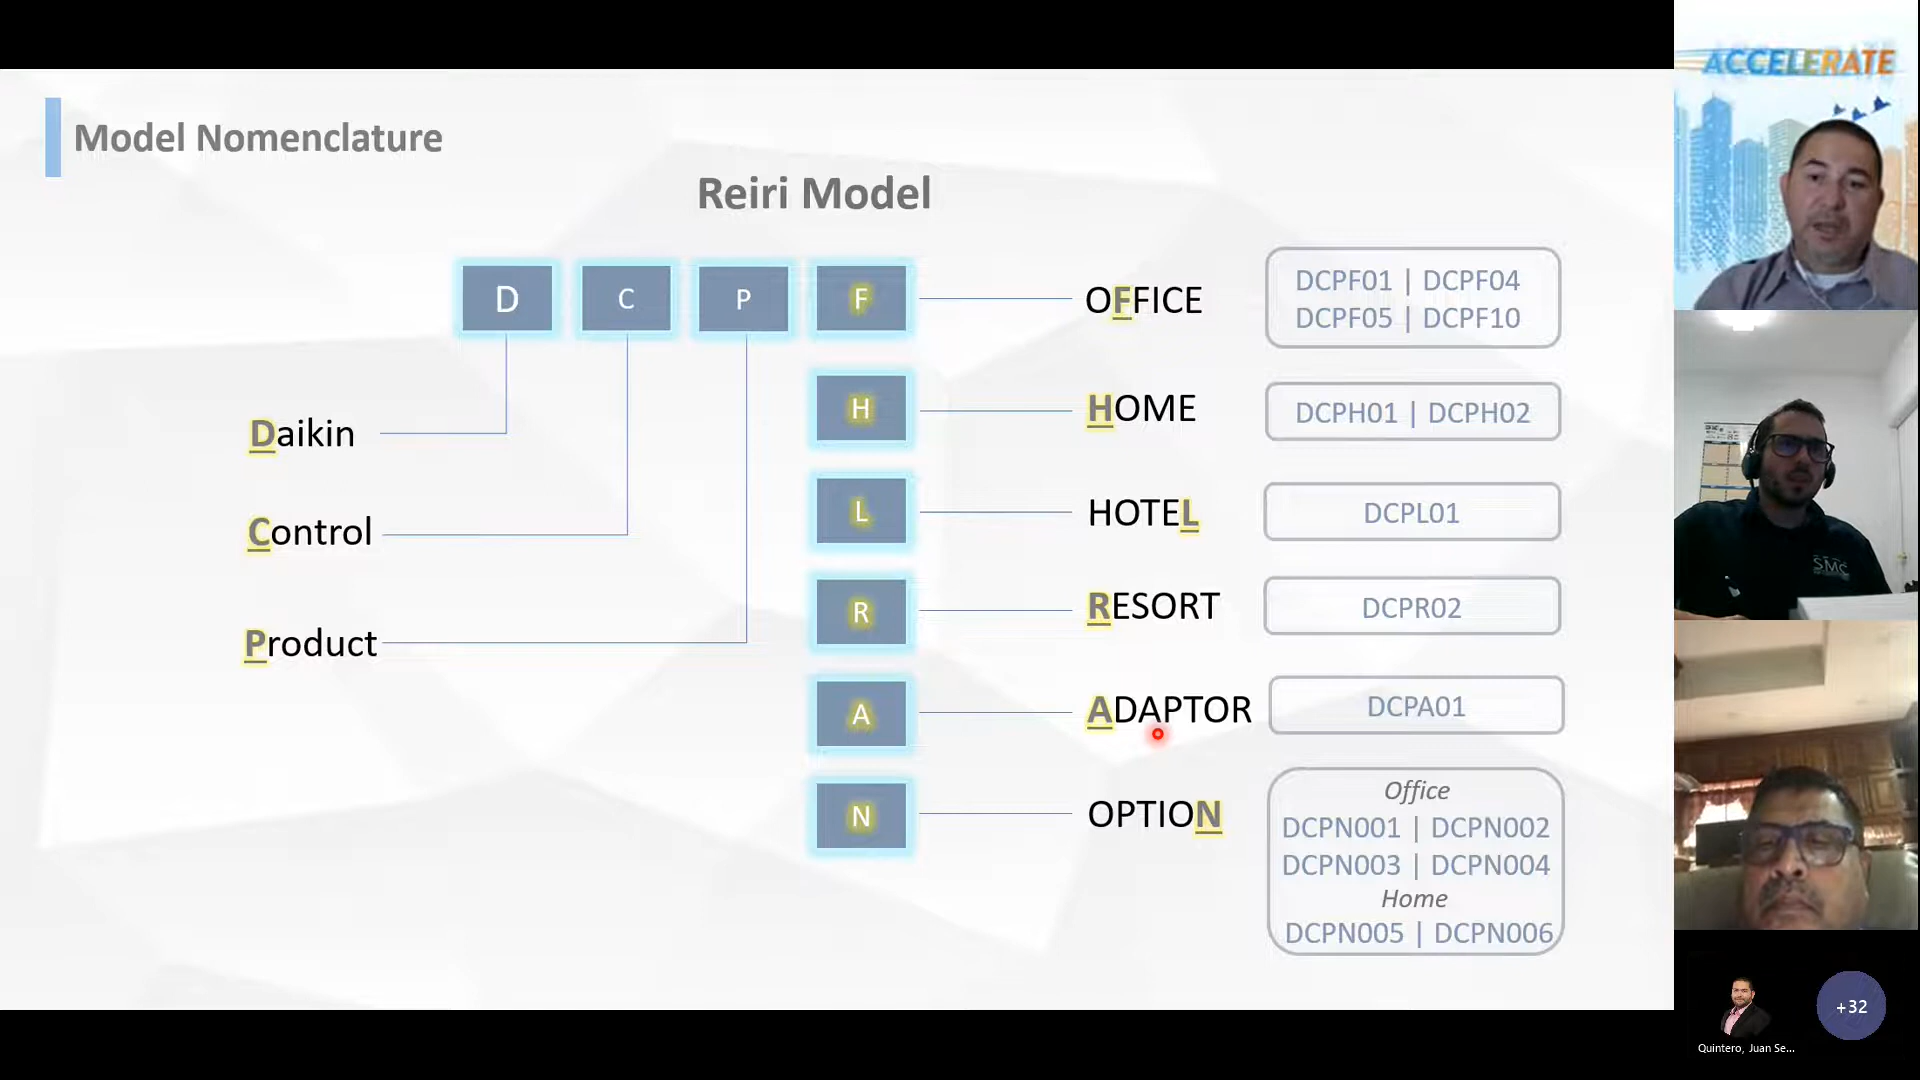 Model Nomenclature
Reiri Model
D C P F
OFFICE
DCPF01 | DCPF04
DCPF05 | DCPF10
H
HOME
DCPH01 | DCPH02
Daikin
L
HOTEL
DCPL01
Control
R
RESORT
DCPR02
Product
A
ADAPTOR
DCPA01
N
OPTION
Office
DCPN001 | DCPN002
DCPN003 | DCPN004
Home
DCPN005 | DCPN006
ACCELERATE
SMC
Quintero, Juan Se...
+32